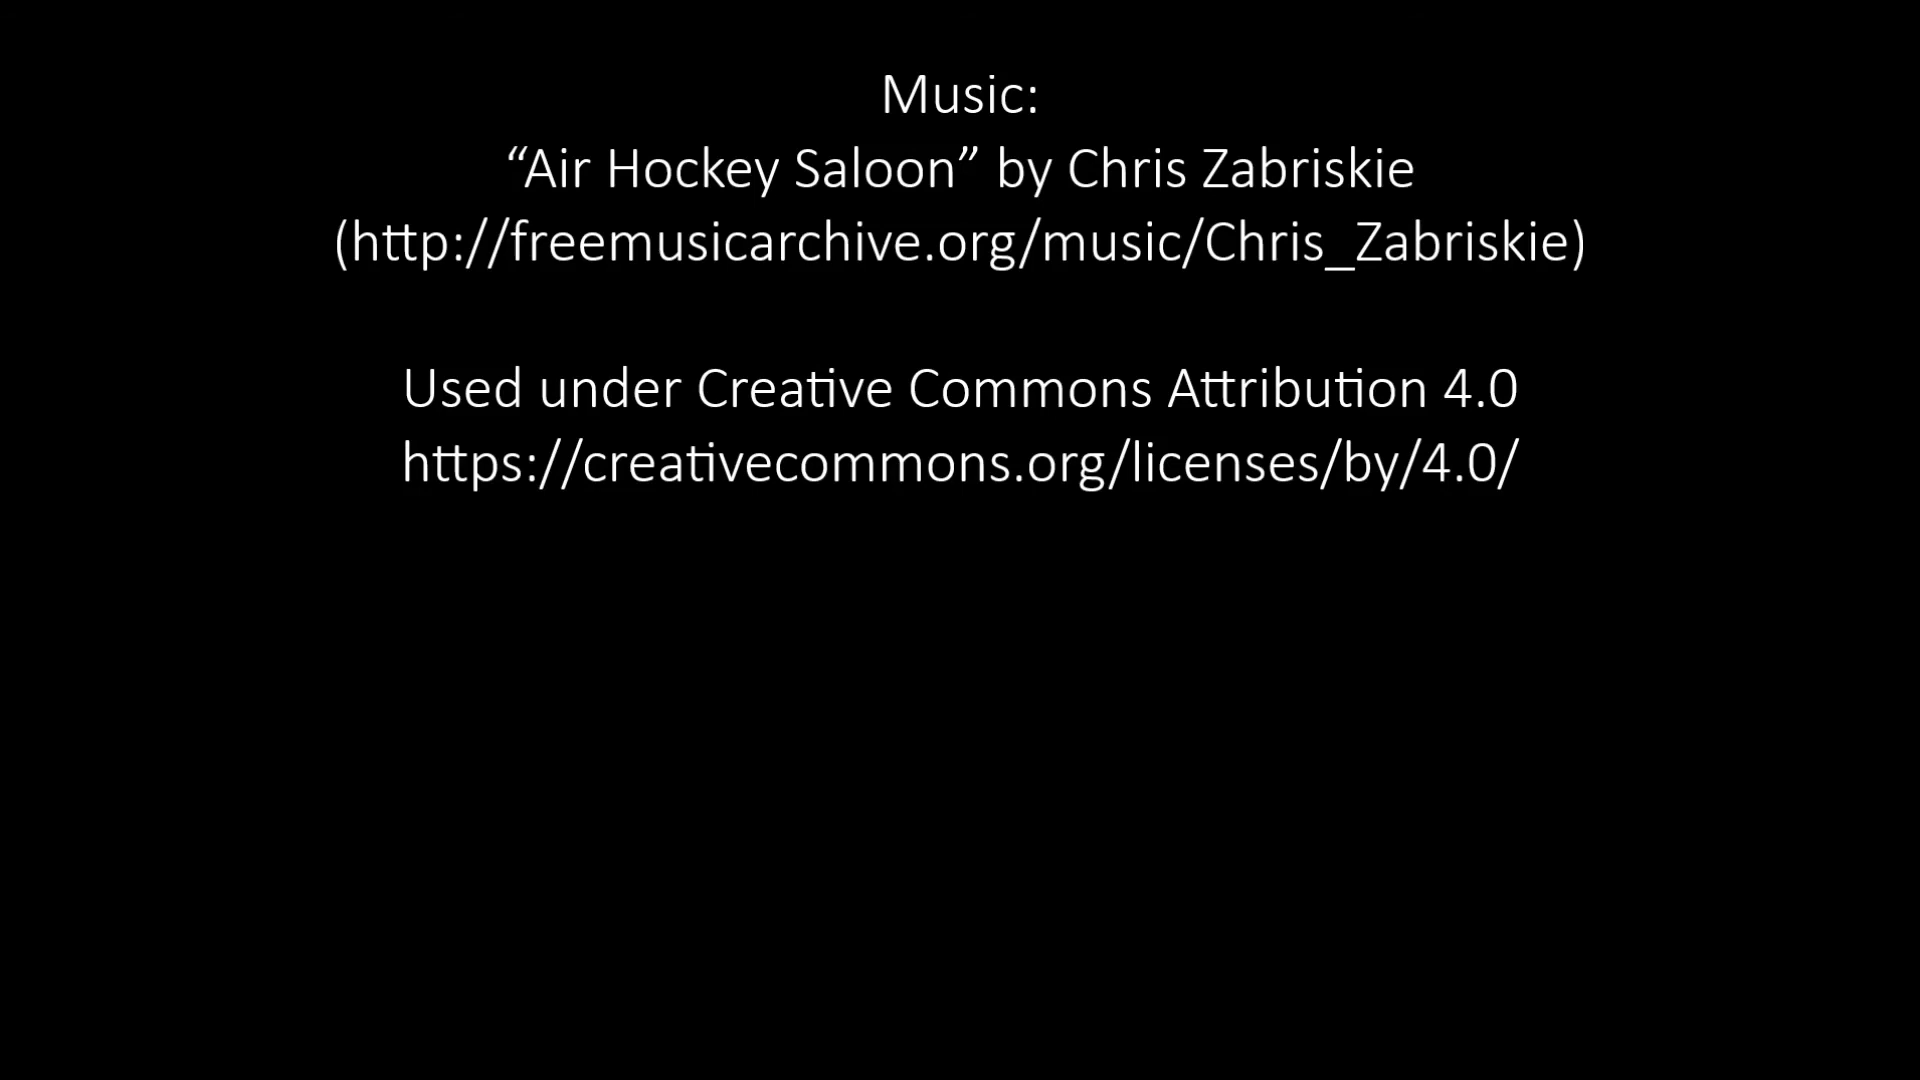 Music:
“Air Hockey Saloon” by Chris Zabriskie
(http://freemusicarchive.org/music/Chris_Zabriskie)
Used under Creative Commons Attribution 4.0
https://creativecommons.org/licenses/by/4.0/